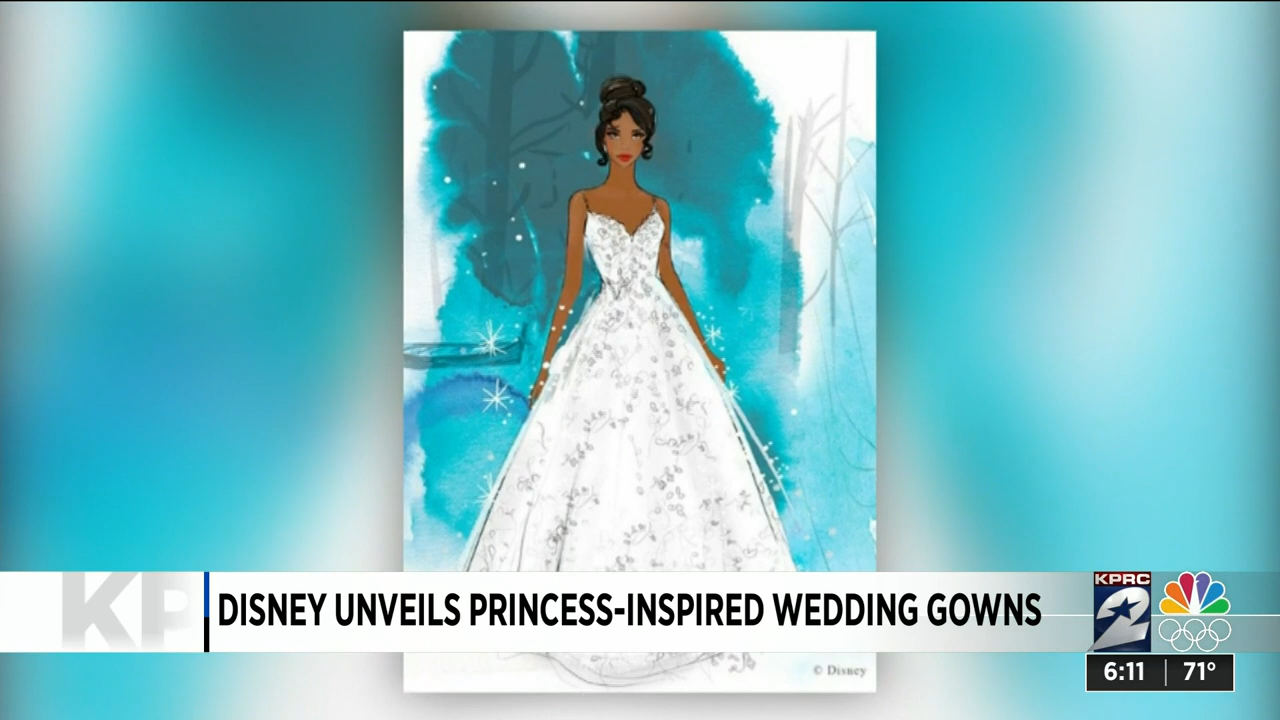 KP
DISNEY UNVEILS PRINCESS-INSPIRED WEDDING GOWNS
KPRC
2
© Disney
6:11
71°